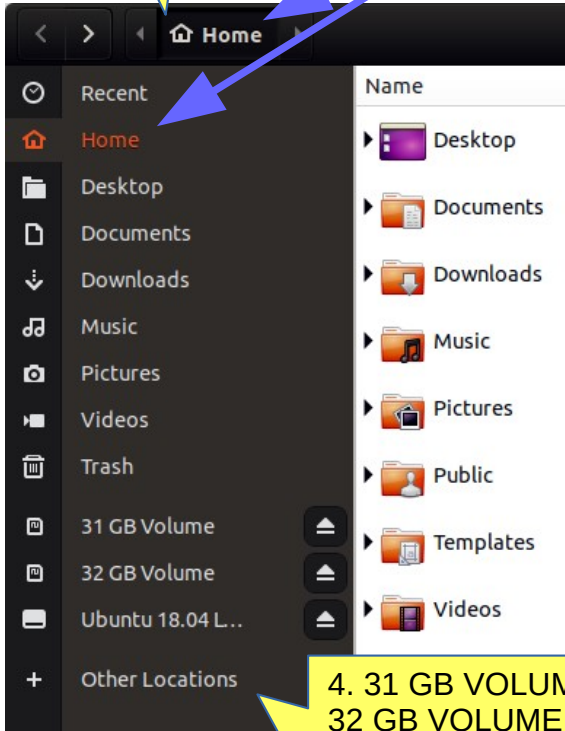 Home
Recent
Home
Desktop
Documents
Downloads
Music
Pictures
Videos
Trash
31 GB Volume
32 GB Volume
Ubuntu 18.04 L...
Other Locations
Name
Desktop
Documents
Downloads
Music
Pictures
Public
Templates
Videos
4. 31 GB VOLUM
32 GB VOLUME